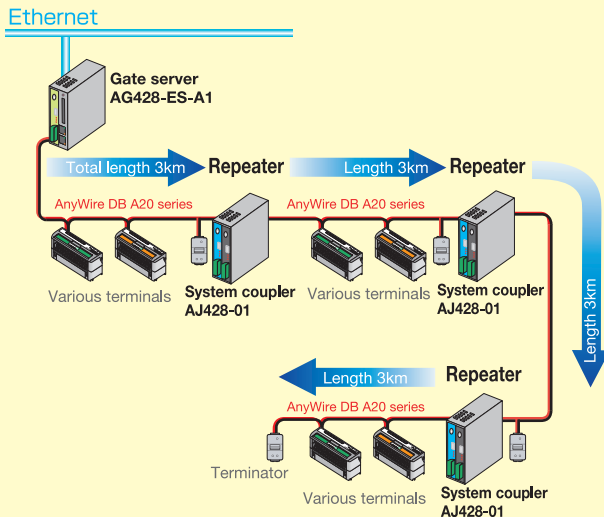 Ethernet
Gate server
AG428-ES-A1
Total length 3km
Repeater
Length 3km
Repeater
AnyWire DB A20 series
AnyWire DB A20 series
Various terminals
System coupler
AJ428-01
Various terminals
System coupler
AJ428-01
Length 3km
Length 3km
Repeater
AnyWire DB A20 series
Terminator
Various terminals
System coupler
AJ428-01